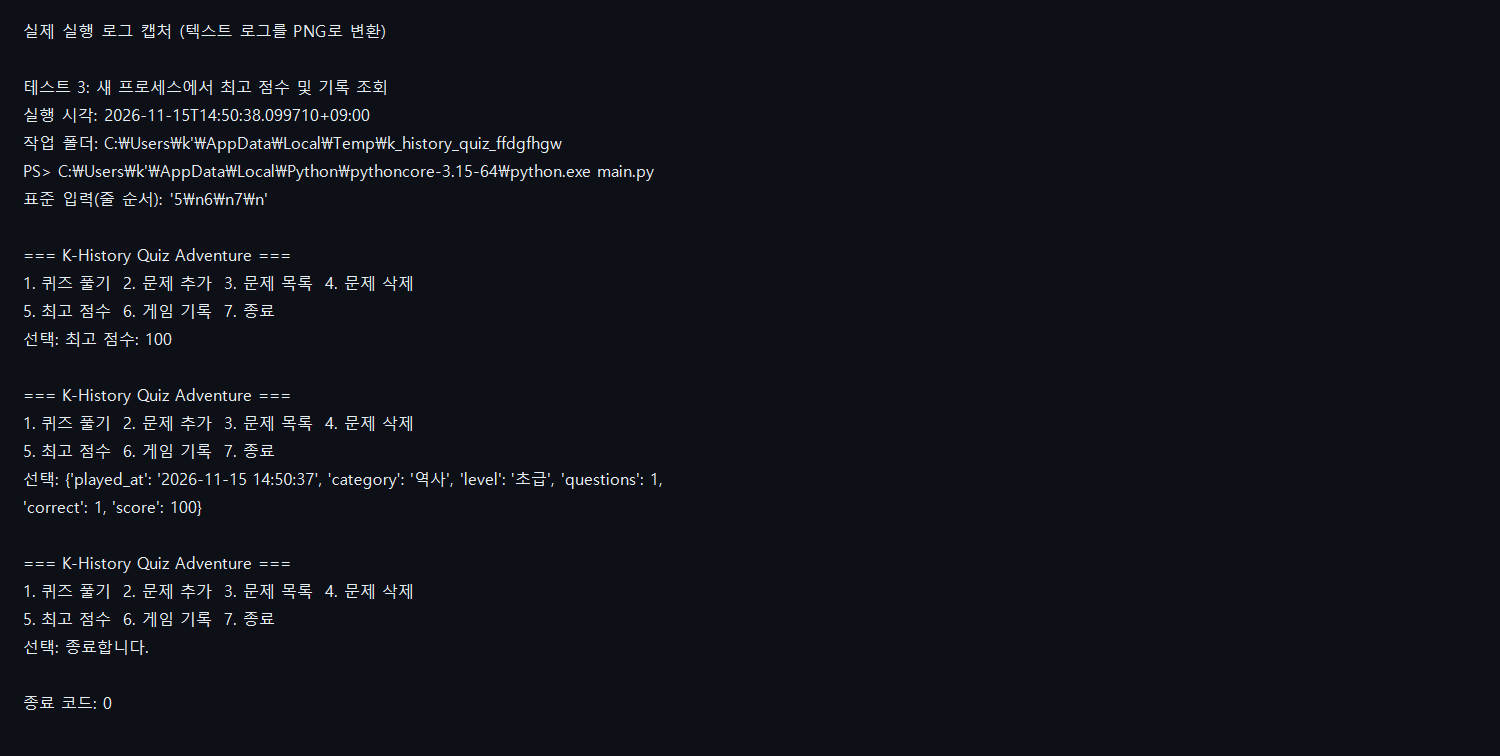 실제 실행 로그 캡처 (텍스트 로그를 PNG로 변환)
테스트 3: 새 프로세스에서 최고 점수 및 기록 조회
실행 시각: 2026-11-15T14:50:38.099710+09:00
작업 폴더: C:₩Users₩k'₩AppData₩Local₩Temp₩k_history_quiz_ffdgfhgw
PS> C:₩Users₩k'₩AppData₩Local₩Python₩pythoncore-3.15-64₩python.exe main.py
표준 입력(줄 순서): '5₩n6₩n7₩n'
=== K-History Quiz Adventure ===
1. 퀴즈 풀기  2. 문제 추가  3. 문제 목록  4. 문제 삭제
5. 최고 점수  6. 게임 기록  7. 종료
선택: 최고 점수: 100
=== K-History Quiz Adventure ===
1. 퀴즈 풀기  2. 문제 추가  3. 문제 목록  4. 문제 삭제
5. 최고 점수  6. 게임 기록  7. 종료
선택: {'played_at': '2026-11-15 14:50:37', 'category': '역사', 'level': '초급', 'questions': 1,
'correct': 1, 'score': 100}
=== K-History Quiz Adventure ===
1. 퀴즈 풀기  2. 문제 추가  3. 문제 목록  4. 문제 삭제
5. 최고 점수  6. 게임 기록  7. 종료
선택: 종료합니다.
종료 코드: 0